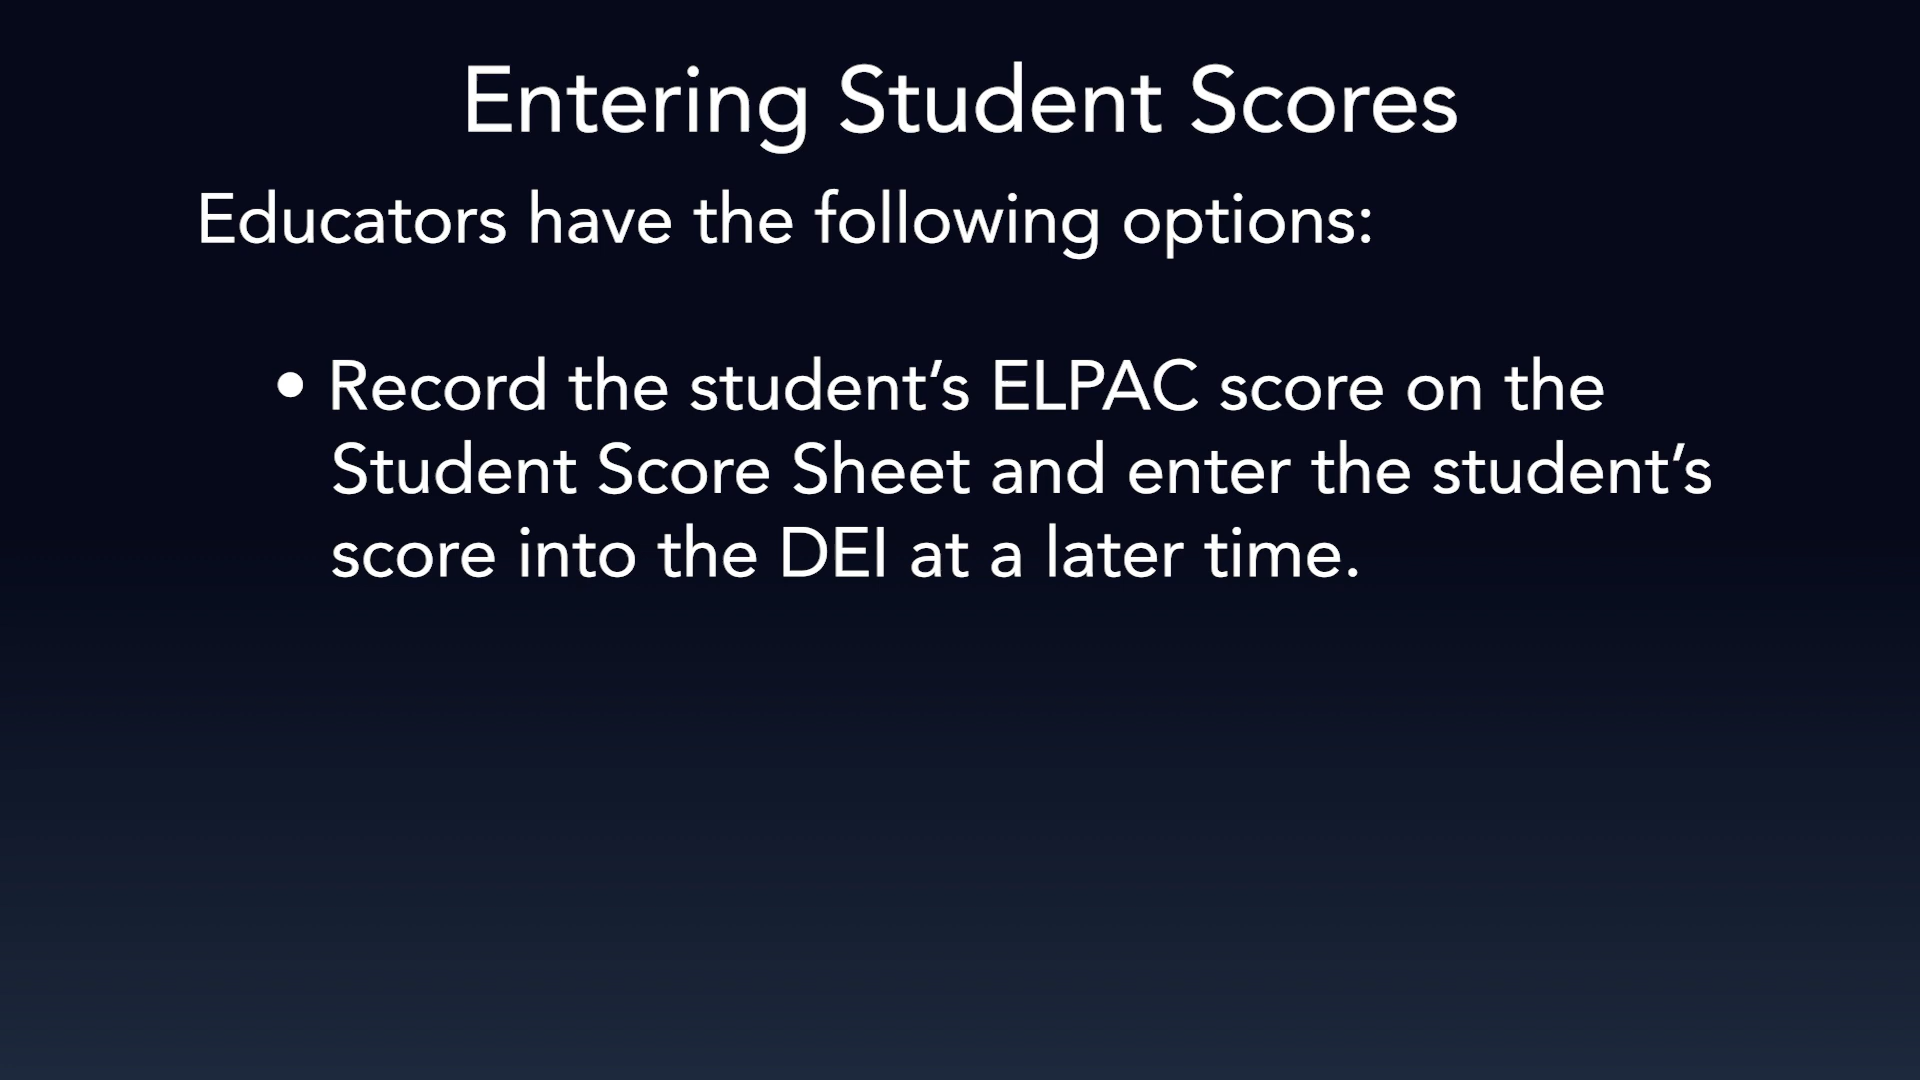 Entering Student Scores
Educators have the following options:
• Record the student’s ELPAC score on the
Student Score Sheet and enter the student’s
score into the DEI at a later time.